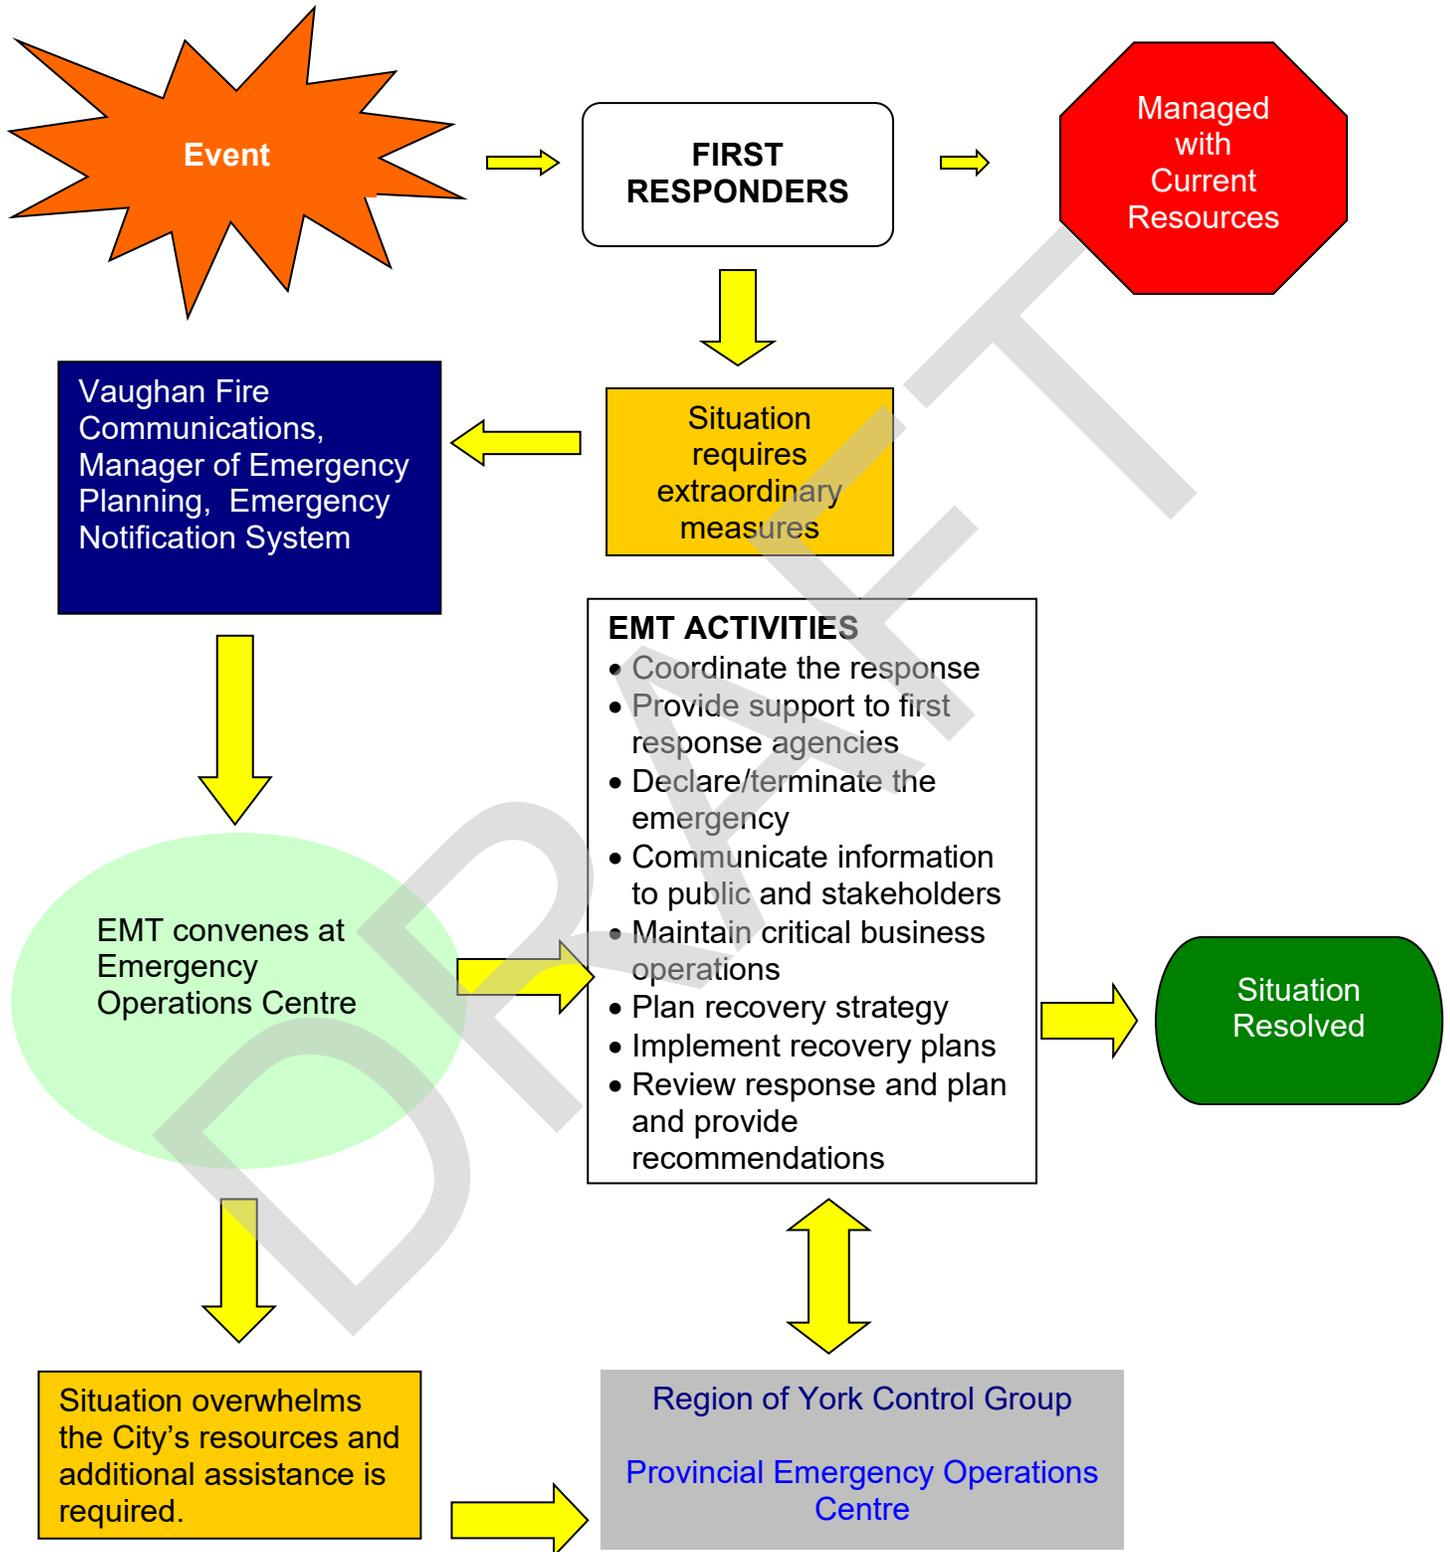 Event
FIRST
RESPONDERS
Managed
with
Current
Resources
Vaughan Fire
Communications,
Manager of Emergency
Planning,  Emergency
Notification System
Situation
requires
extraordinary
measures
EMT ACTIVITIES
• Coordinate the response
• Provide support to first
response agencies
• Declare/terminate the
emergency
• Communicate information
to public and stakeholders
• Maintain critical business
operations
• Plan recovery strategy
• Implement recovery plans
• Review response and plan
and provide
recommendations
EMT convenes at
Emergency
Operations Centre
Situation
Resolved
Situation overwhelms
the City’s resources and
additional assistance is
required.
Region of York Control Group
Provincial Emergency Operations
Centre
DRAFT